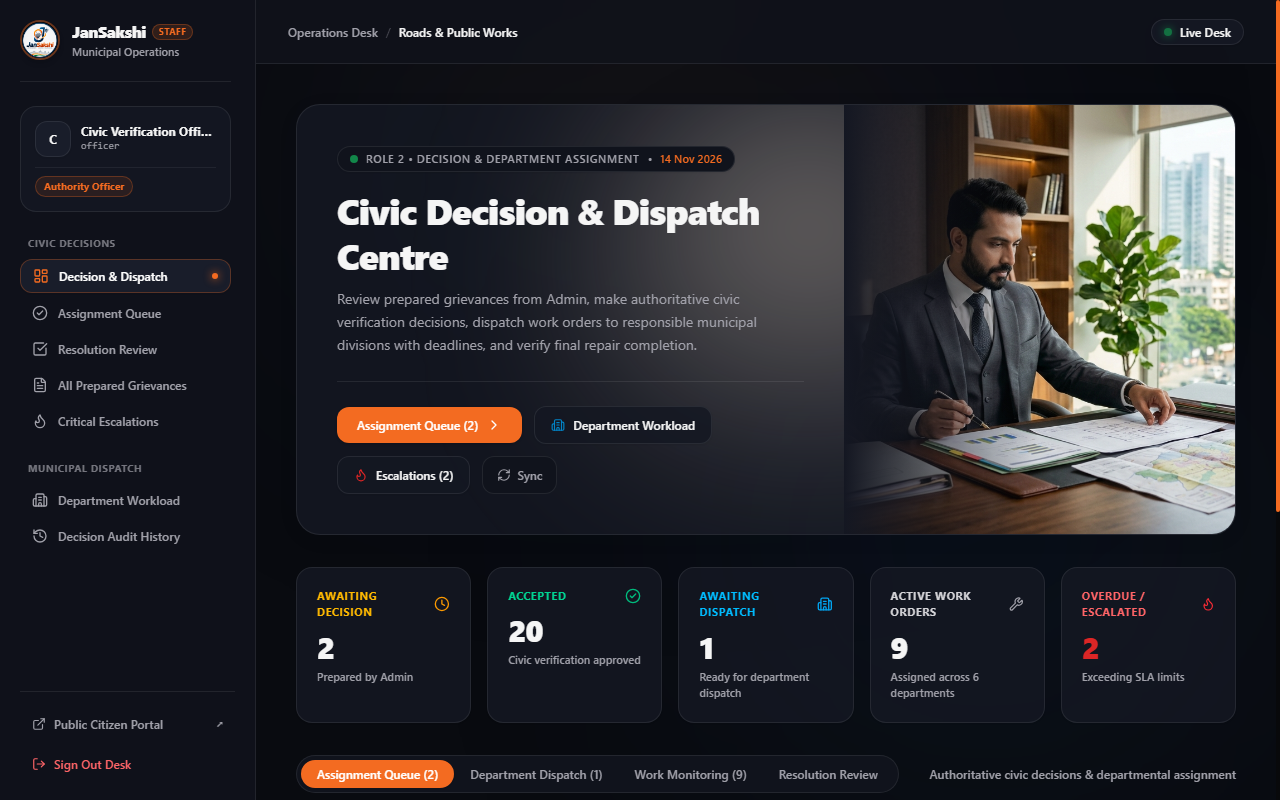 JanSakshi STAFF
Municipal Operations
C
Civic Verification Offi...
officer
Authority Officer
CIVIC DECISIONS
Decision & Dispatch
Assignment Queue
Resolution Review
All Prepared Grievances
Critical Escalations
MUNICIPAL DISPATCH
Department Workload
Decision Audit History
Public Citizen Portal ↗
Sign Out Desk
Operations Desk / Roads & Public Works
Live Desk
ROLE 2 • DECISION & DEPARTMENT ASSIGNMENT • 14 Nov 2026
Civic Decision & Dispatch
Centre
Review prepared grievances from Admin, make authoritative civic
verification decisions, dispatch work orders to responsible municipal
divisions with deadlines, and verify final repair completion.
Assignment Queue (2)
Department Workload
Escalations (2)
Sync
AWAITING
DECISION
2
Prepared by Admin
ACCEPTED
20
Civic verification approved
AWAITING
DISPATCH
1
Ready for department
dispatch
ACTIVE WORK
ORDERS
9
Assigned across 6
departments
OVERDUE /
ESCALATED
2
Exceeding SLA limits
Assignment Queue (2)
Department Dispatch (1)
Work Monitoring (9)
Resolution Review
Authoritative civic decisions & departmental assignment